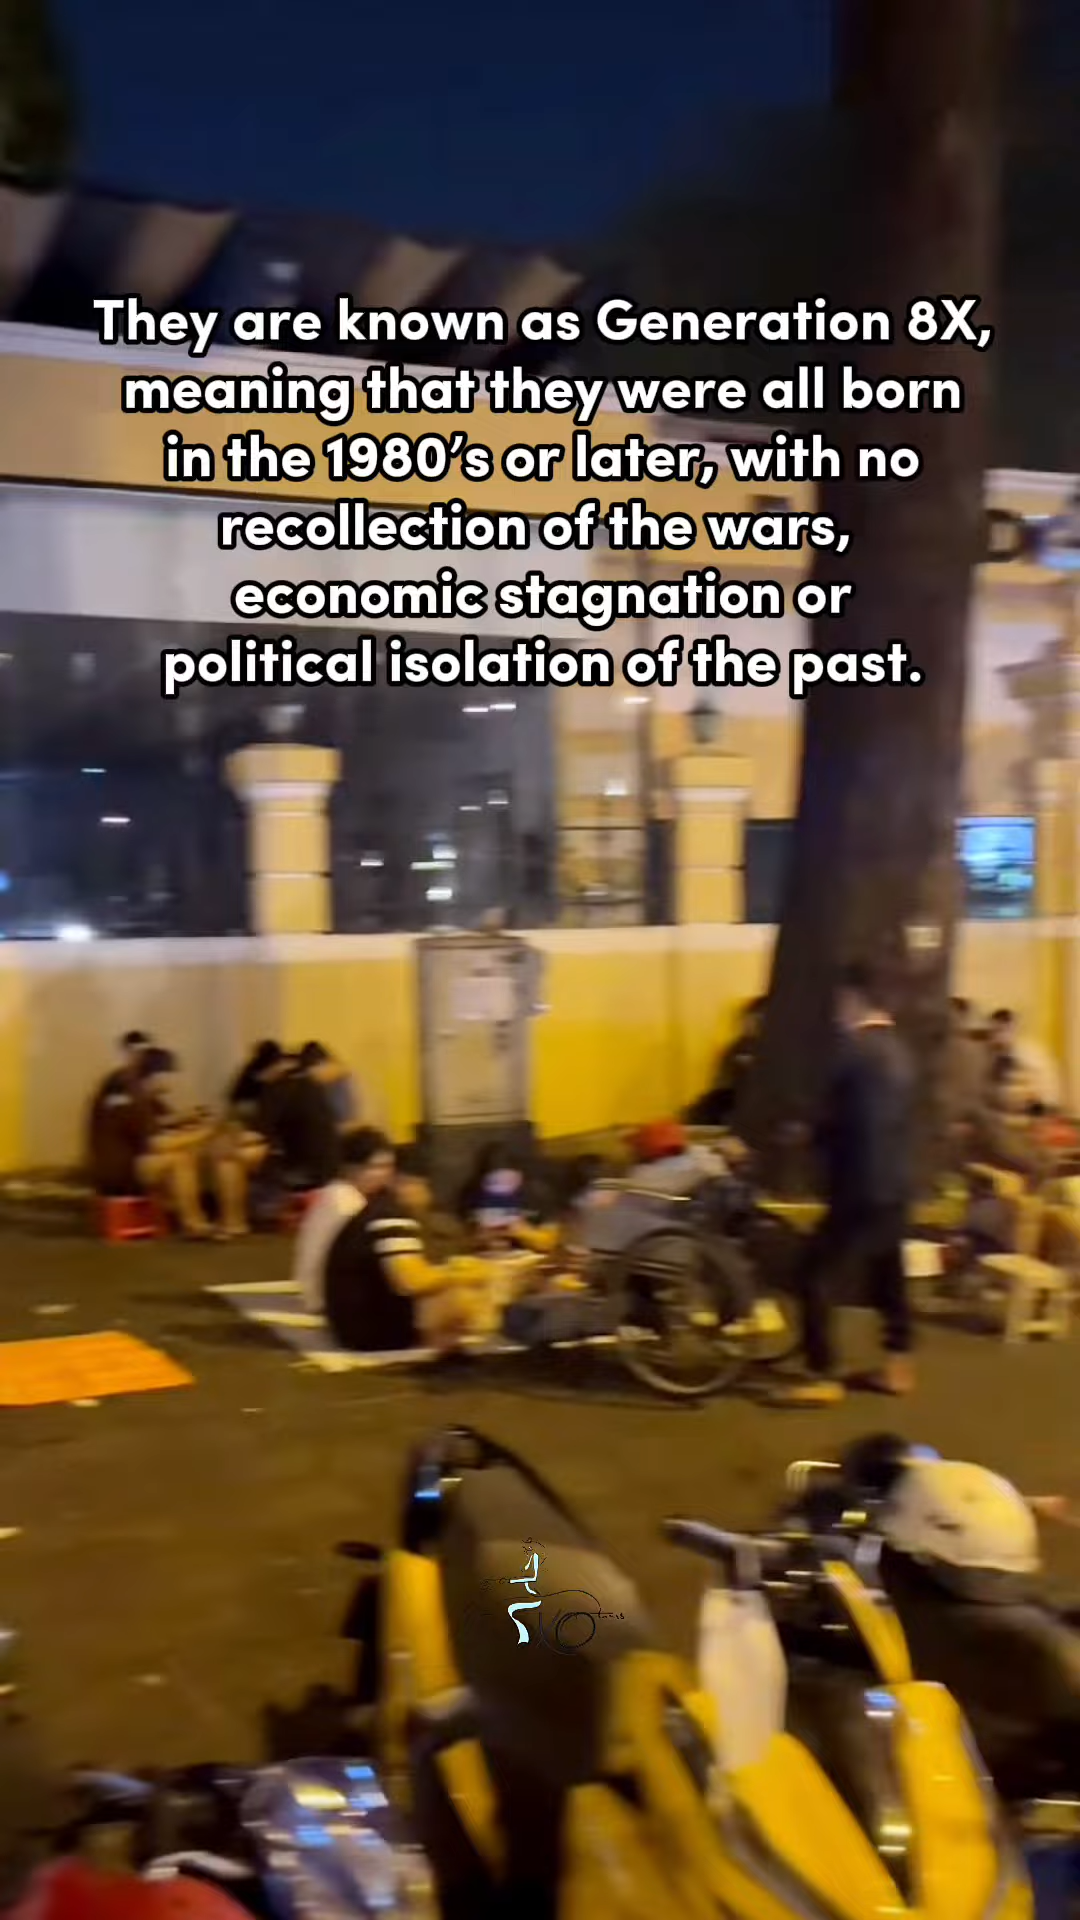 They are known as Generation 8X,
meaning that they were all born
in the 1980's or later, with no
recollection of the wars,
economic stagnation or
political isolation of the past.